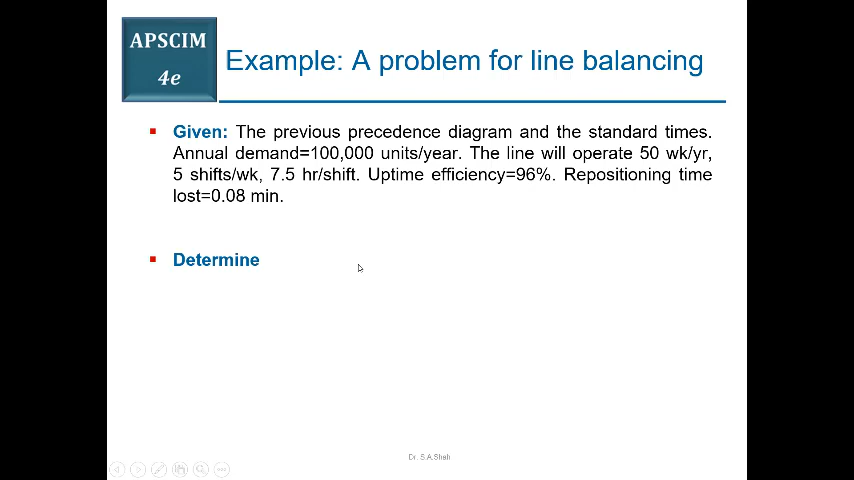 APSCIM
4e
Example: A problem for line balancing
Given: The previous precedence diagram and the standard times.
Annual demand=100,000 units/year. The line will operate 50 wk/yr,
5 shifts/wk, 7.5 hr/shift. Uptime efficiency=96%. Repositioning time
lost=0.08 min.
Determine
Dr. S.A.Shah